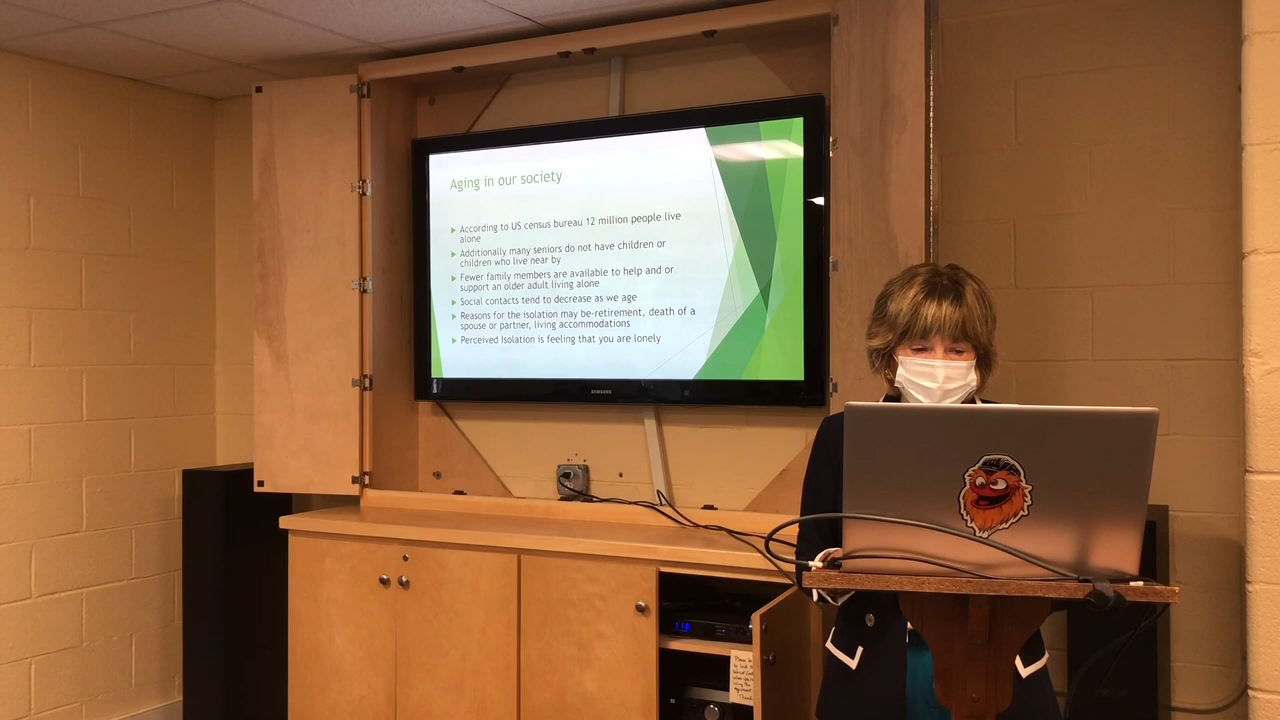 Aging in our society
According to US census bureau 12 million people live
alone
Additionally many seniors do not have children or
children who live near by
Fewer family members are available to help and or
support an older adult living alone
Social contacts tend to decrease as we age
Reasons for the isolation may be-retirement, death of a
spouse or partner, living accommodations
Perceived Isolation is feeling that you are lonely
SAMSUNG